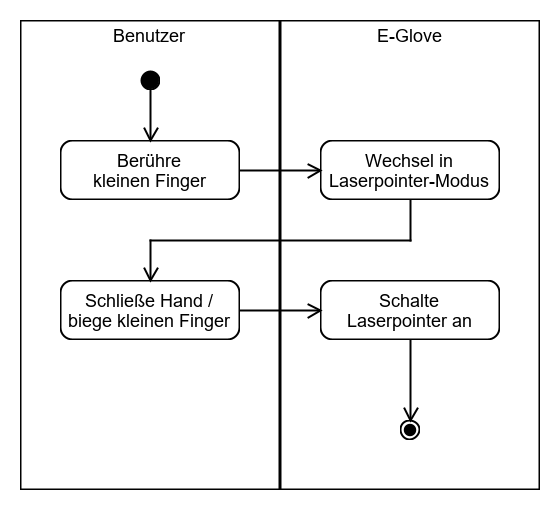 Benutzer
E-Glove
Berühre
kleinen Finger
Wechsel in
Laserpointer-Modus
Schließe Hand /
biege kleinen Finger
Schalte
Laserpointer an